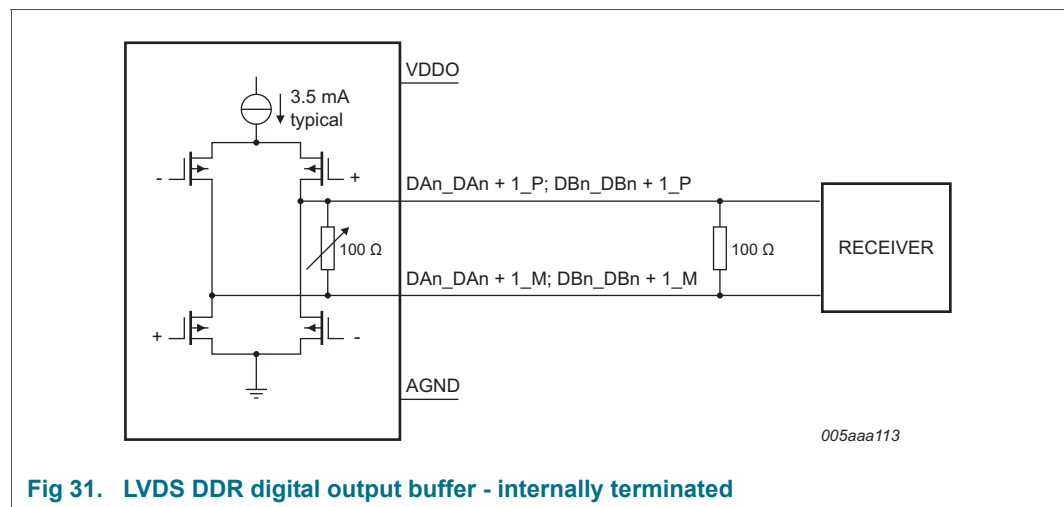 VDDO
3.5 mA
typical
-
+
DAn_DAn + 1_P; DBn_DBn + 1_P
100 Ω
100 Ω
RECEIVER
DAn_DAn + 1_M; DBn_DBn + 1_M
+
-
AGND
005aaa113
Fig 31. LVDS DDR digital output buffer - internally terminated